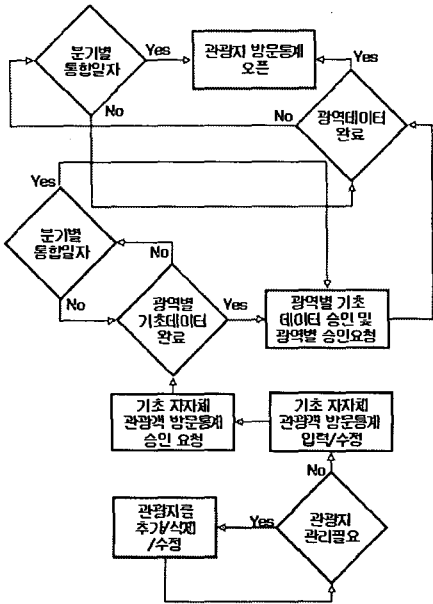 분기별
통합일자
Yes
No
관광지 방문통계
오픈
Yes
No
광역데이터
완료
Yes
분기별
통합일자
No
No
광역별
기초데이터
완료
Yes
광역별 기초
데이터 승인 및
광역별 승인요청
기초 자자체
관광객 방문통계
승인 요청
기초 자자체
관광객 방문통계
입력/수정
No
관광지를
추가/삭제
/수정
Yes
관광지
관리필요